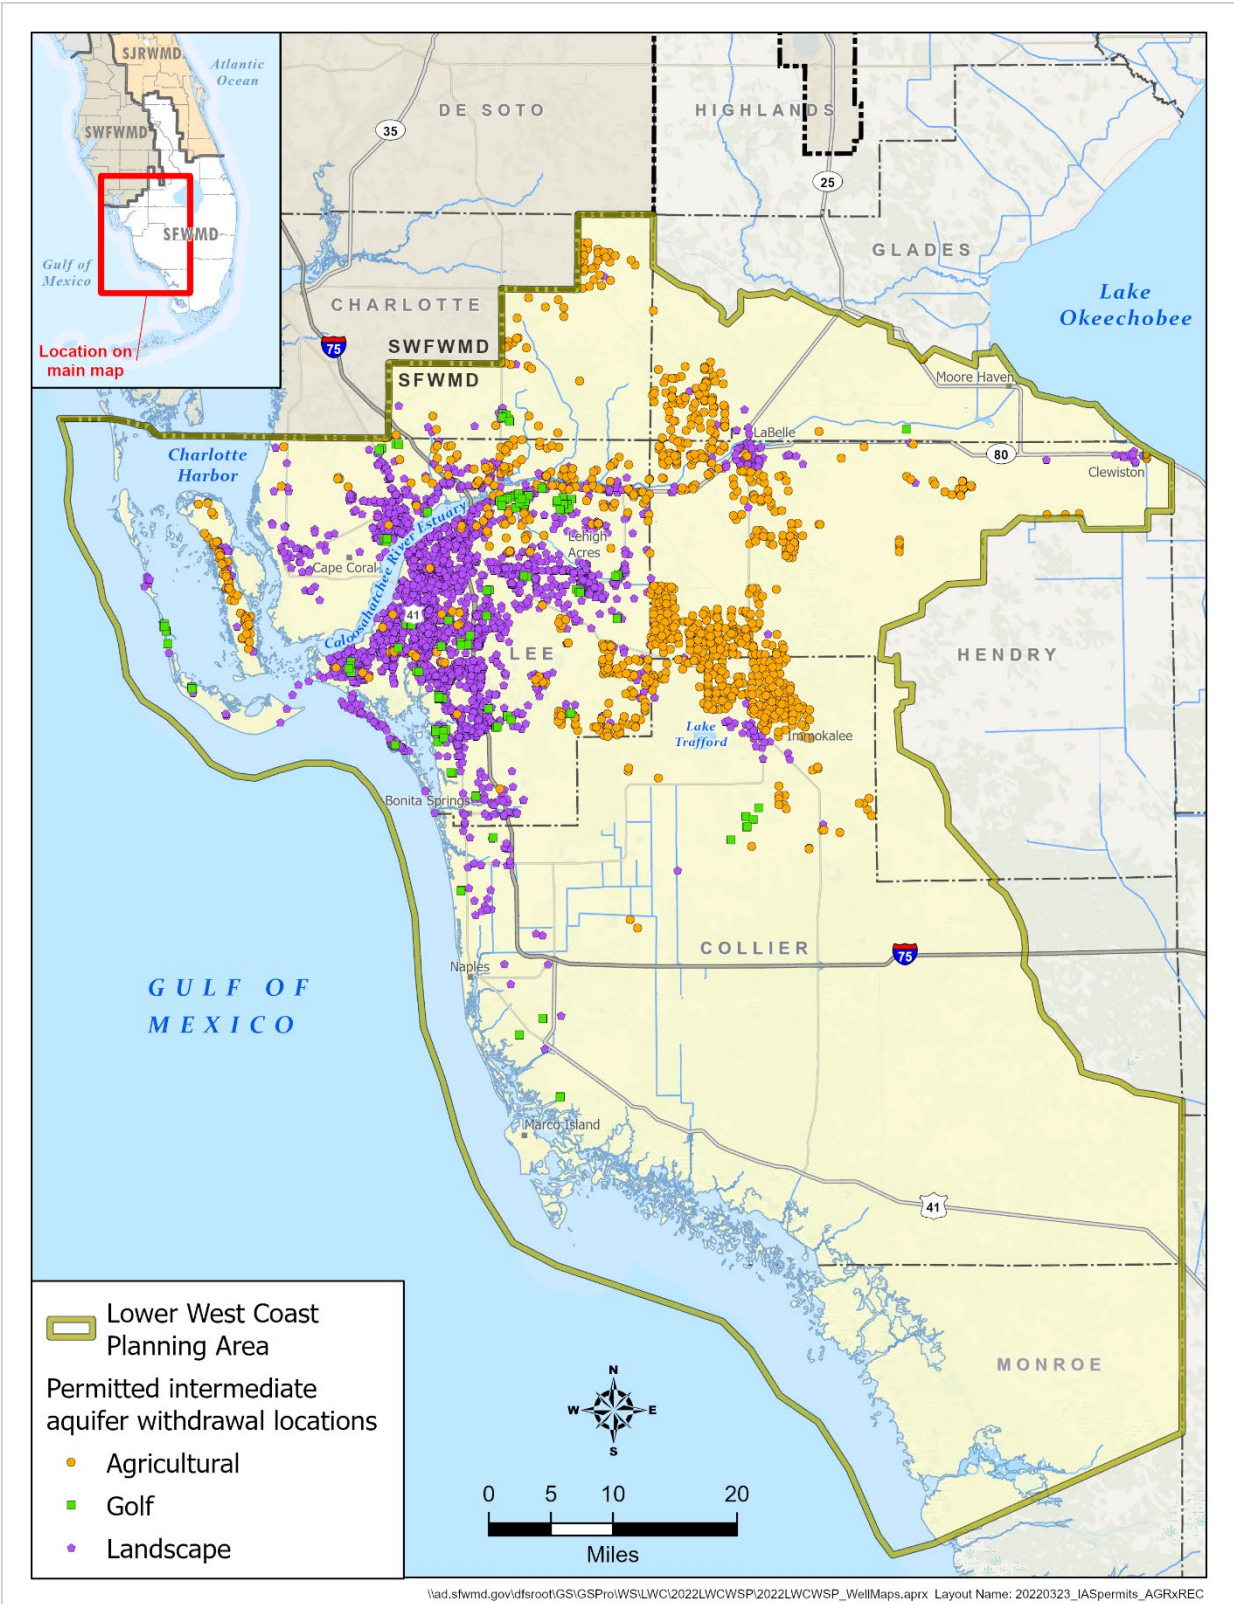 SJRWMD
Atlantic
Ocean
SWFWMD
SFWMD
Gulf of
Mexico
Location on
main map
DE SOTO
HIGHLANDS
35
25
GLADES
Lake
Okeechobee
CHARLOTTE
75
SWFWMD
SFWMD
Moore Haven
LaBelle
80
Clewiston
Charlotte
Harbor
Caloosahatchee River Estuary
Lehigh
Acres
Cape Coral
41
LEE
HENDRY
Lake
Trafford
Immokalee
Bonita Springs
COLLIER
75
Naples
GULF OF
MEXICO
Marco Island
41
MONROE
Lower West Coast
Planning Area
Permitted intermediate
aquifer withdrawal locations
Agricultural
Golf
Landscape
N
W E
S
0 5 10 20
Miles
\\ad.sfwmd.gov\dfsroot\GS\GSPro\WS\LWC\2022LWCWSP\2022LWCWSP_WellMaps.aprx Layout Name: 20220323_IASpermits_AGRxREC